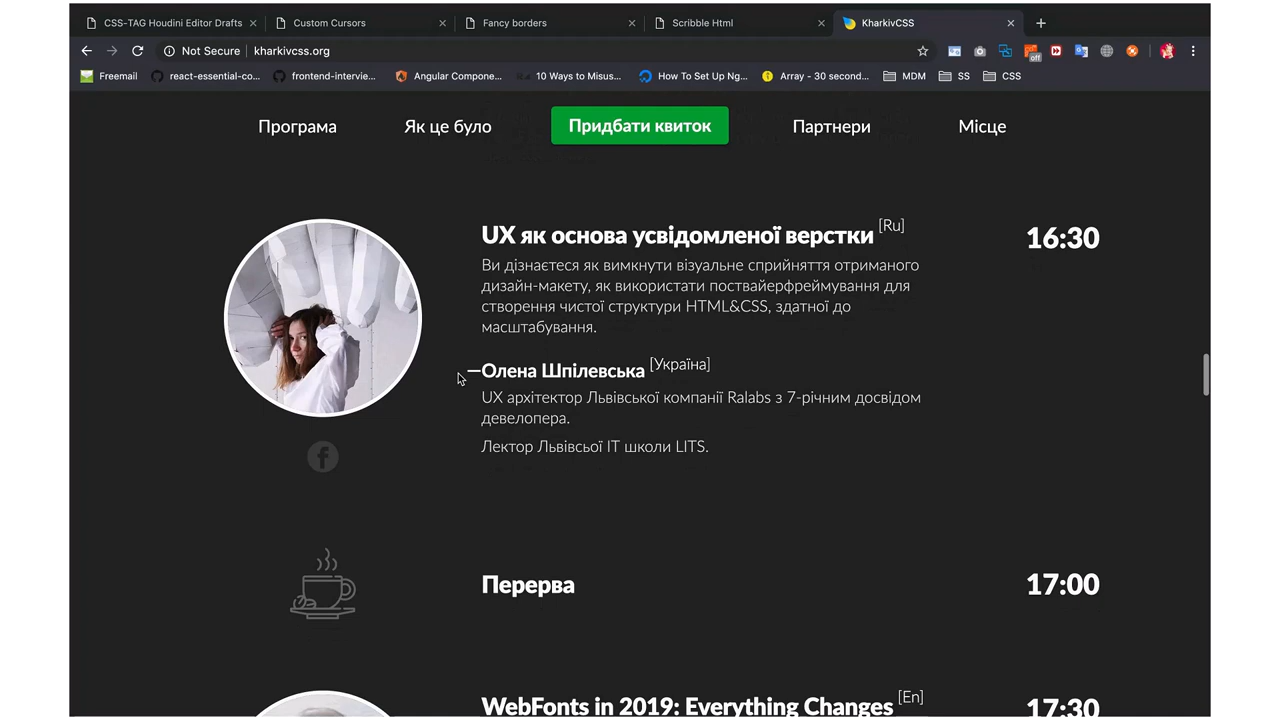 CSS-TAG Houdini Editor Drafts
Custom Cursors
Fancy borders
Scribble Html
KharkivCSS
Not Secure
kharkivcss.org
off
Freemail
react-essential-co...
frontend-intervie...
Angular Compone...
10 Ways to Misus...
How To Set Up Ng...
Array - 30 second...
MDM
SS
CSS
Програма
Як це було
Придбати квиток
Партнери
Місце
UX як основа усвідомленої верстки [Ru]
16:30
Ви дізнаєтеся як вимкнути візуальне сприйняття отриманого
дизайн-макету, як використати поствайерфреймування для
створення чистої структури HTML&CSS, здатної до
масштабування.
—Олена Шпілевська [Україна]
UX архітектор Львівської компанії Ralabs з 7-річним досвідом
девелопера.
Лектор Львівсьої ІТ школи LITS.
Перерва
17:00
WebFonts in 2019: Everything Changes [En]
17:30